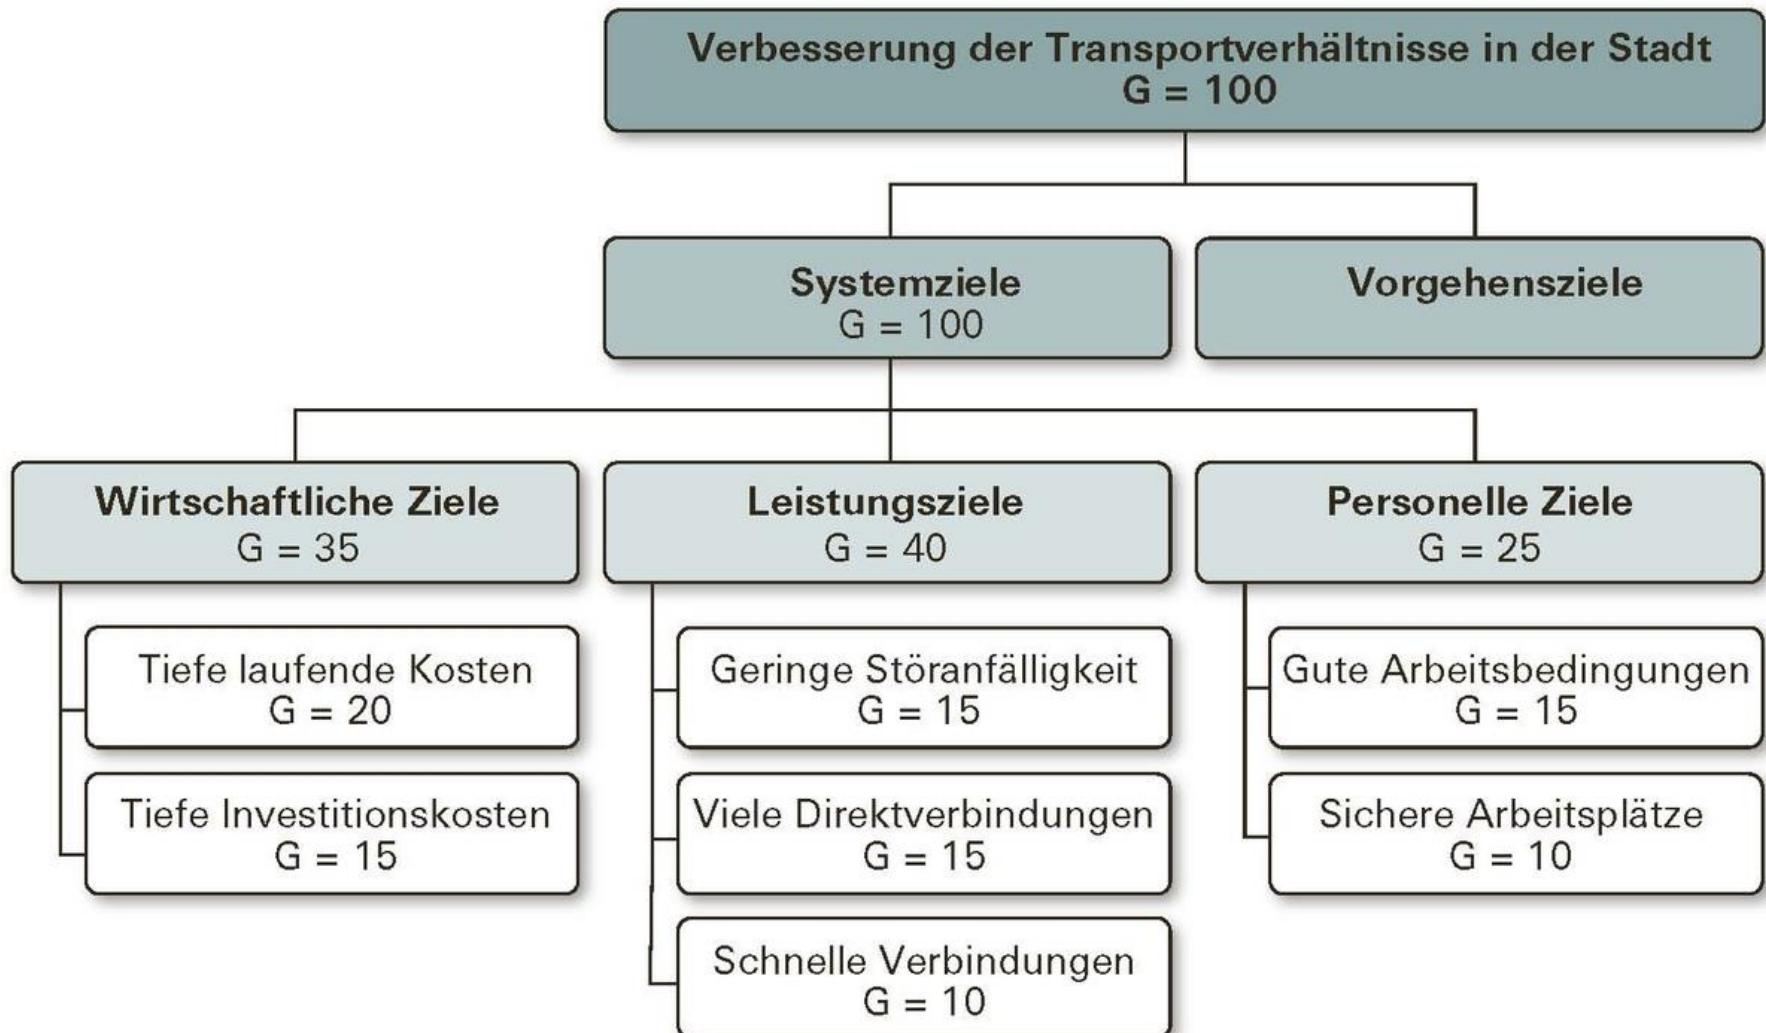 Verbesserung der Transportverhältnisse in der Stadt
G = 100
Systemziele
G = 100
Vorgehensziele
Wirtschaftliche Ziele
G = 35
Leistungsziele
G = 40
Personelle Ziele
G = 25
Tiefe laufende Kosten
G = 20
Tiefe Investitionskosten
G = 15
Geringe Störanfälligkeit
G = 15
Viele Direktverbindungen
G = 15
Schnelle Verbindungen
G = 10
Gute Arbeitsbedingungen
G = 15
Sichere Arbeitsplätze
G = 10